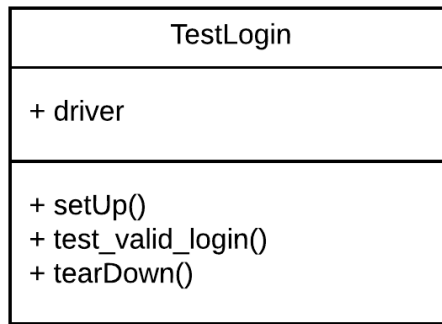 TestLogin
+ driver
+ setUp()
+ test_valid_login()
+ tearDown()